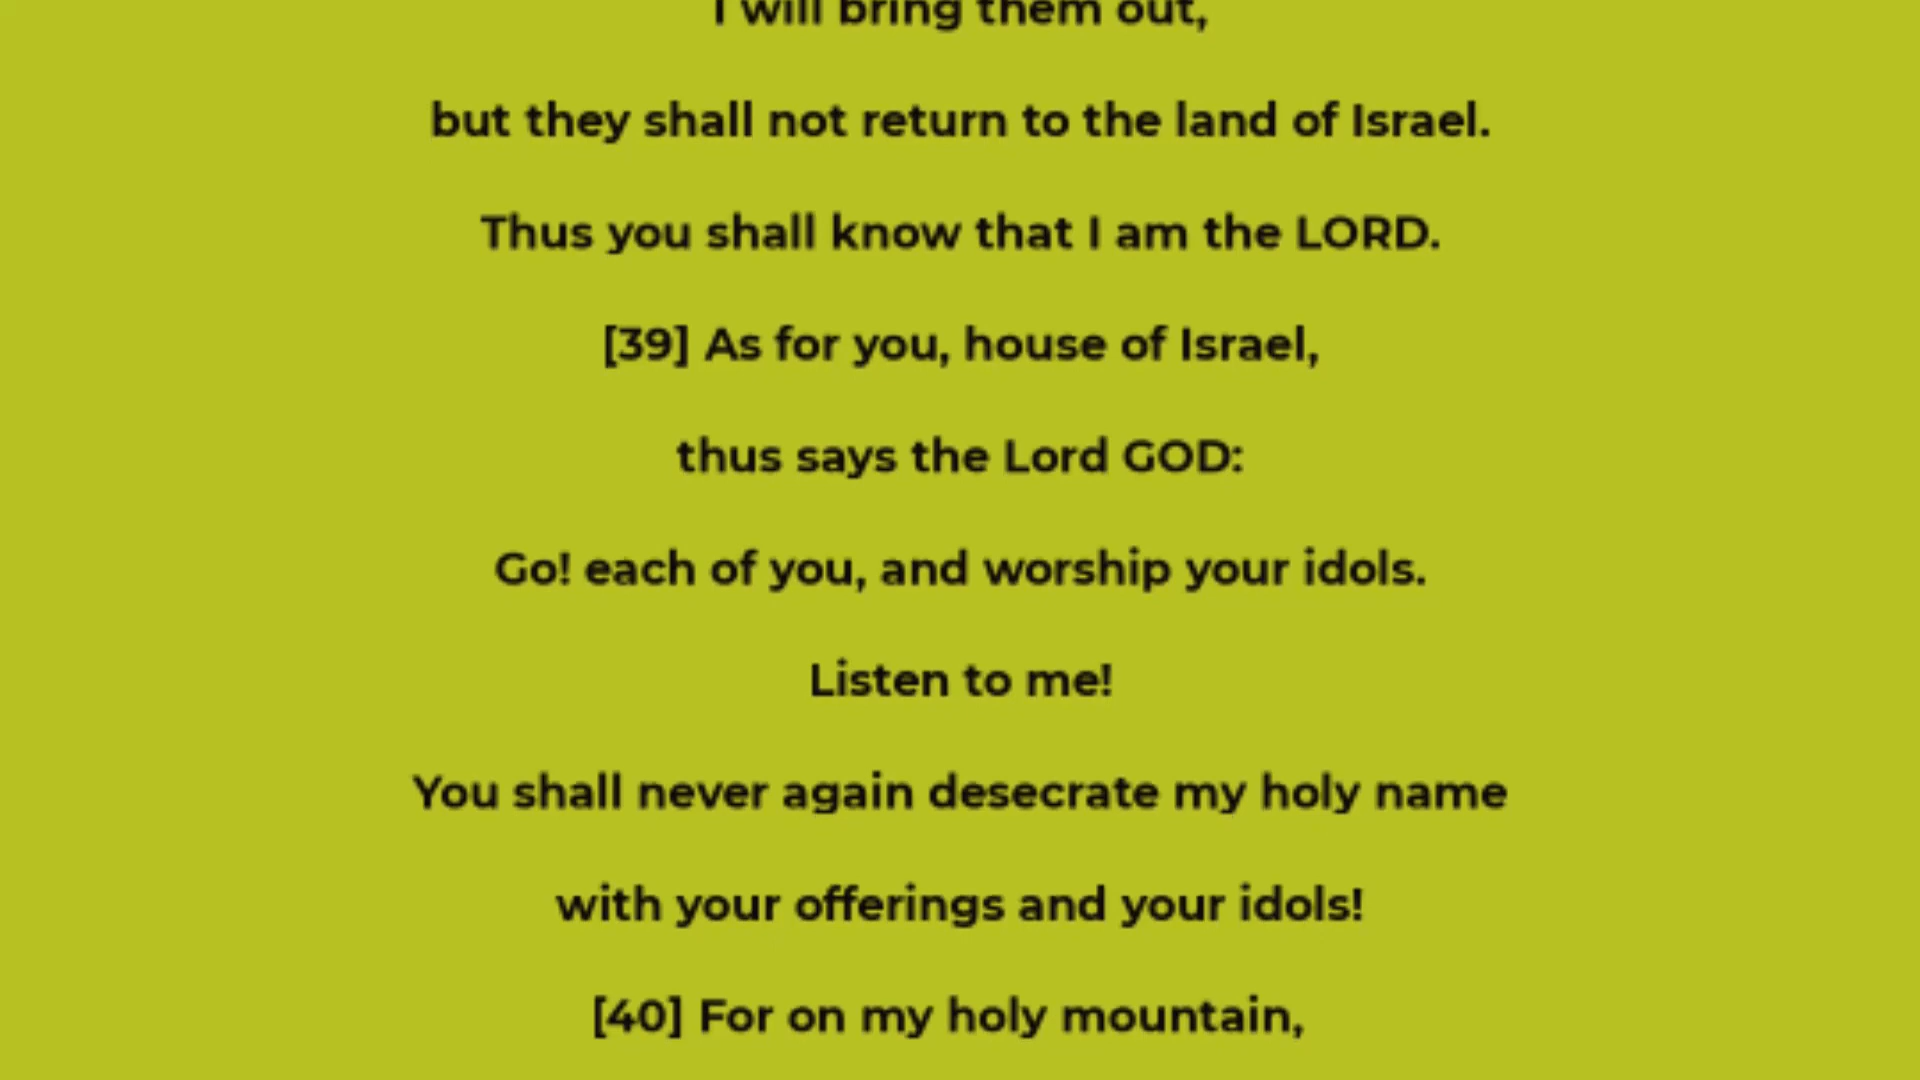 I will bring them out,
but they shall not return to the land of Israel.
Thus you shall know that I am the LORD.
[39] As for you, house of Israel,
thus says the Lord GOD:
Go! each of you, and worship your idols.
Listen to me!
You shall never again desecrate my holy name
with your offerings and your idols!
[40] For on my holy mountain,